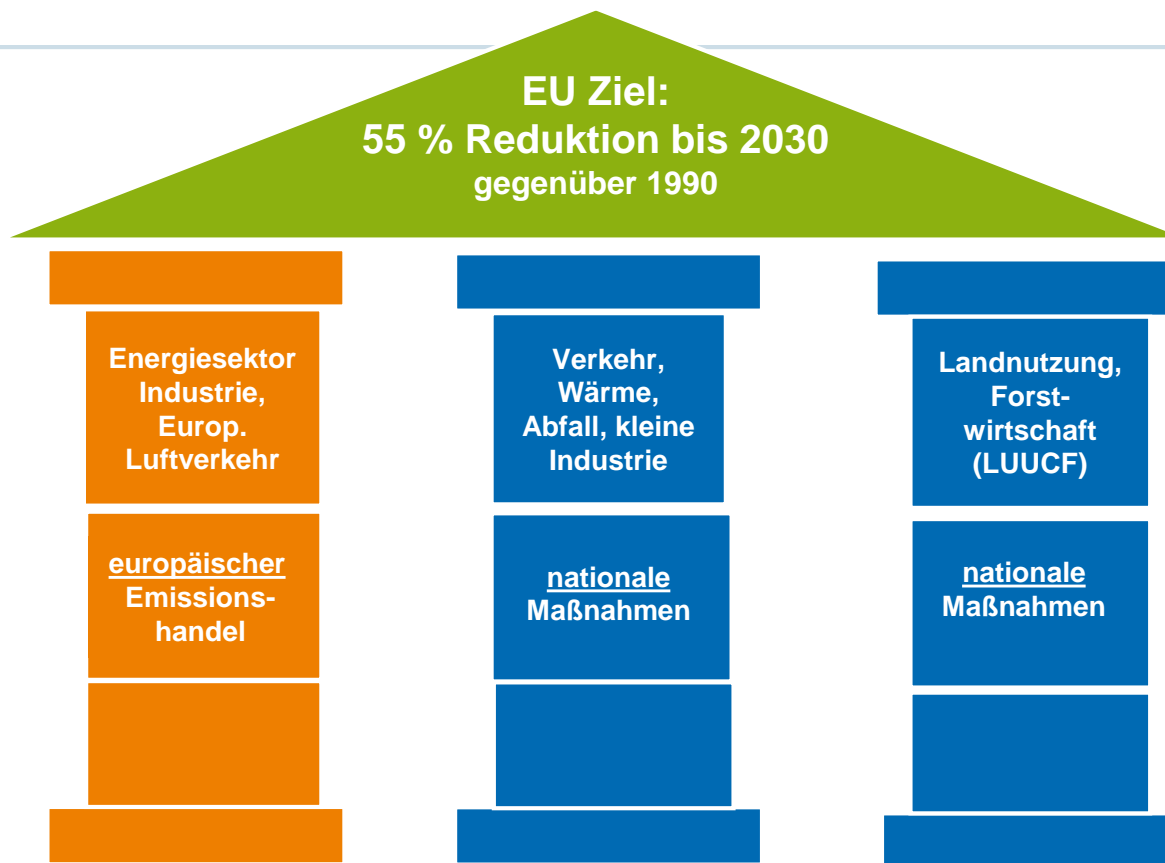 EU Ziel:
55 % Reduktion bis 2030
gegenüber 1990
Energiesektor
Industrie,
Europ.
Luftverkehr
europäischer
Emissions-
handel
Verkehr,
Wärme,
Abfall, kleine
Industrie
nationale
Maßnahmen
Landnutzung,
Forst-
wirtschaft
(LUUCF)
nationale
Maßnahmen